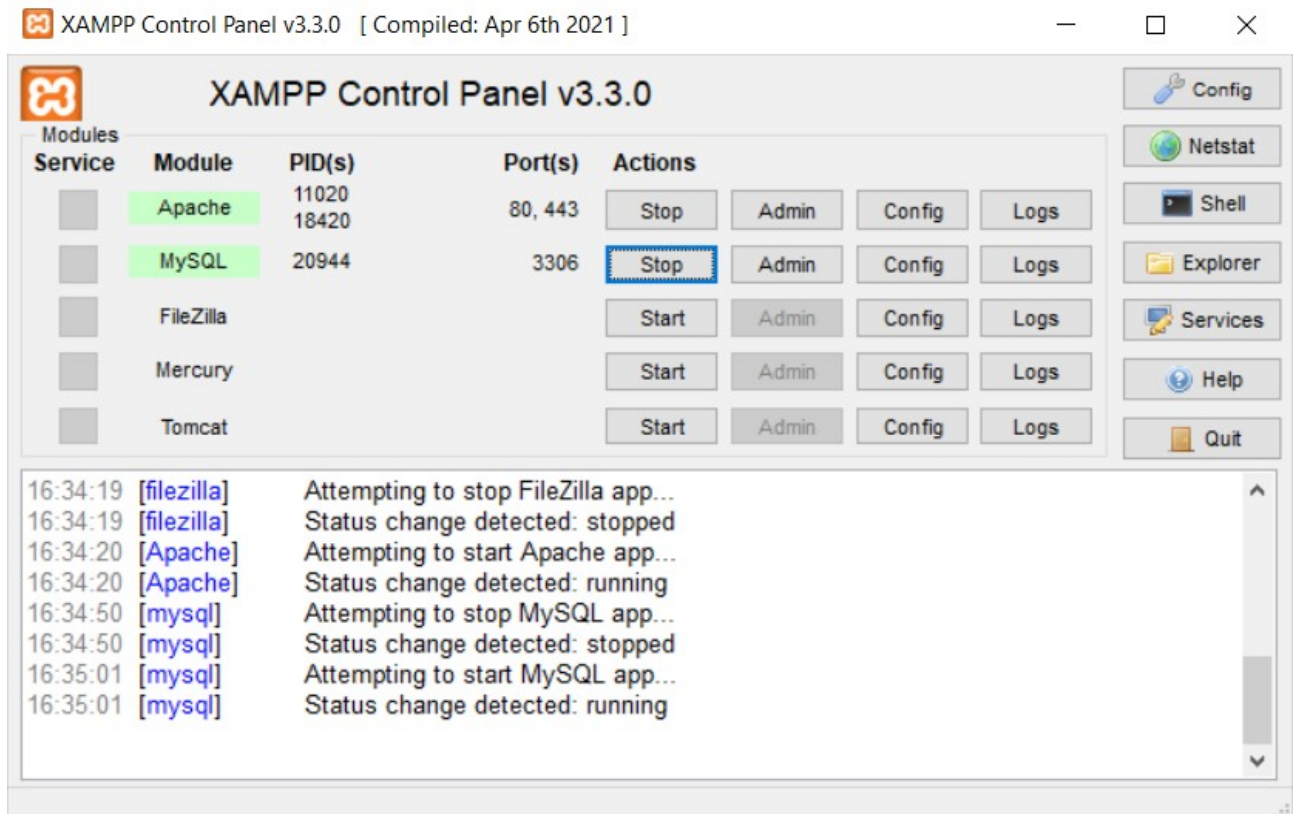 XAMPP Control Panel v3.3.0 [ Compiled: Apr 6th 2021 ]
XAMPP Control Panel v3.3.0
Config
Modules
Netstat
Service Module PID(s) Port(s) Actions
Apache 11020 18420 80, 443 Stop Admin Config Logs
Shell
MySQL 20944 3306 Stop Admin Config Logs
Explorer
FileZilla Start Admin Config Logs
Services
Mercury Start Admin Config Logs
Help
Tomcat Start Admin Config Logs
Quit
16:34:19 [filezilla] Attempting to stop FileZilla app...
16:34:19 [filezilla] Status change detected: stopped
16:34:20 [Apache] Attempting to start Apache app...
16:34:20 [Apache] Status change detected: running
16:34:50 [mysql] Attempting to stop MySQL app...
16:34:50 [mysql] Status change detected: stopped
16:35:01 [mysql] Attempting to start MySQL app...
16:35:01 [mysql] Status change detected: running